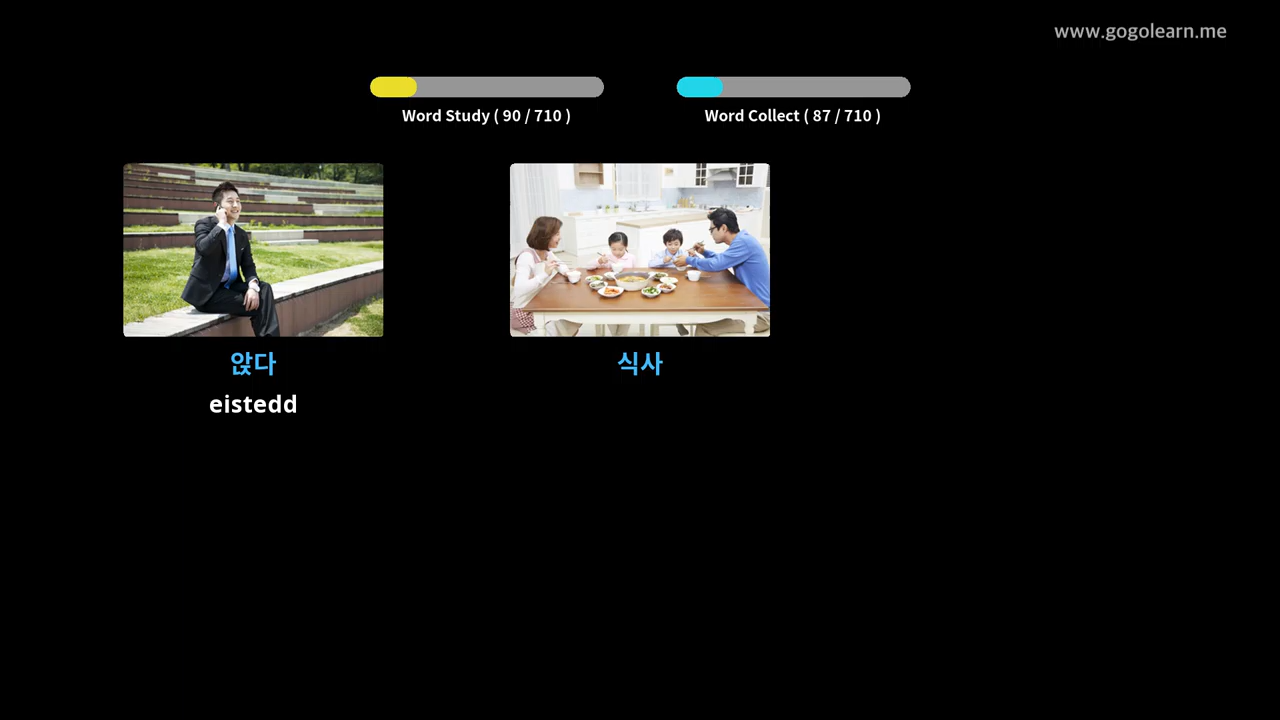 www.gogolearn.me
Word Study ( 90 / 710 )
Word Collect ( 87 / 710 )
앉다
식사
eistedd